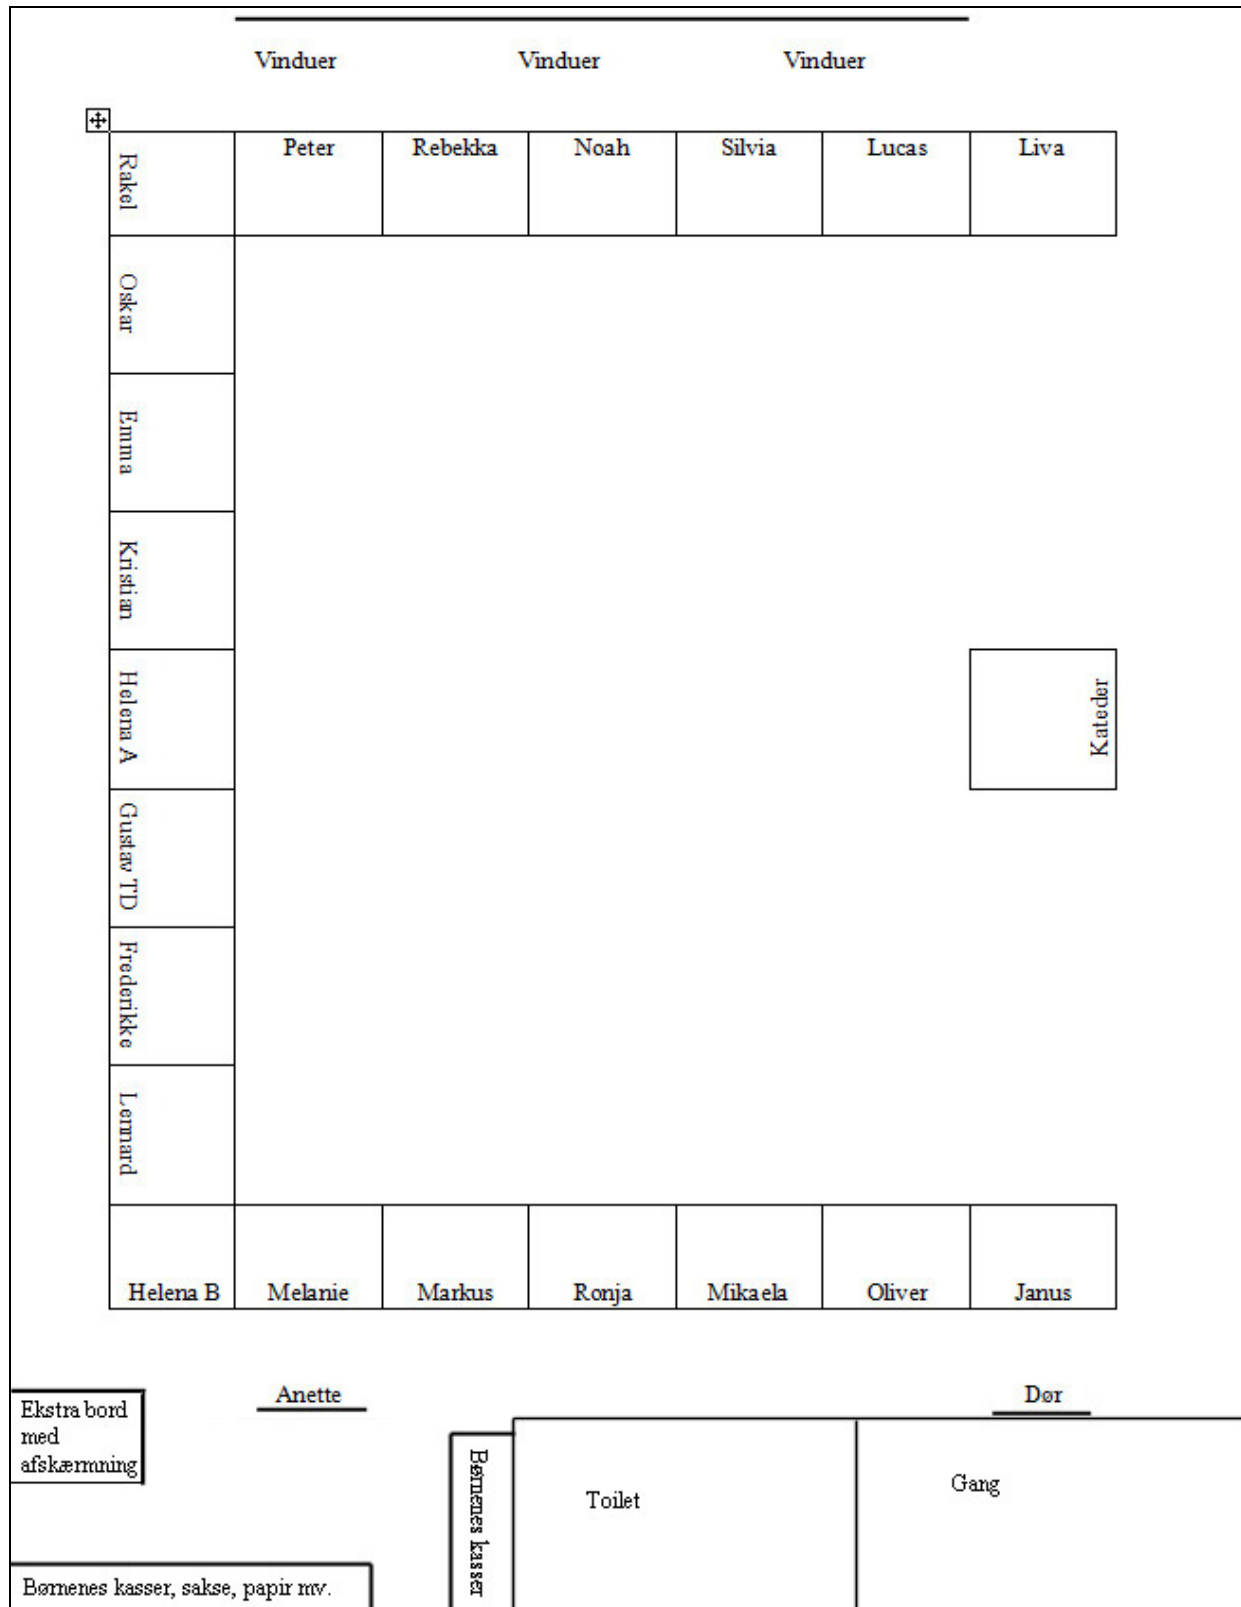 Vinduer Vinduer Vinduer
Rakel
Peter
Rebekka
Noah
Silvia
Lucas
Liva
Oskar
Emma
Kristian
Helena A
Kateder
Gustav TD
Frederikke
Lennard
Helena B
Melanie
Markus
Ronja
Mikaela
Oliver
Janus
Anette
Dør
Ekstra bord
med
afskærmning
Børnenes kasser
Toilet
Gang
Børnenes kasser, sakse, papir mv.